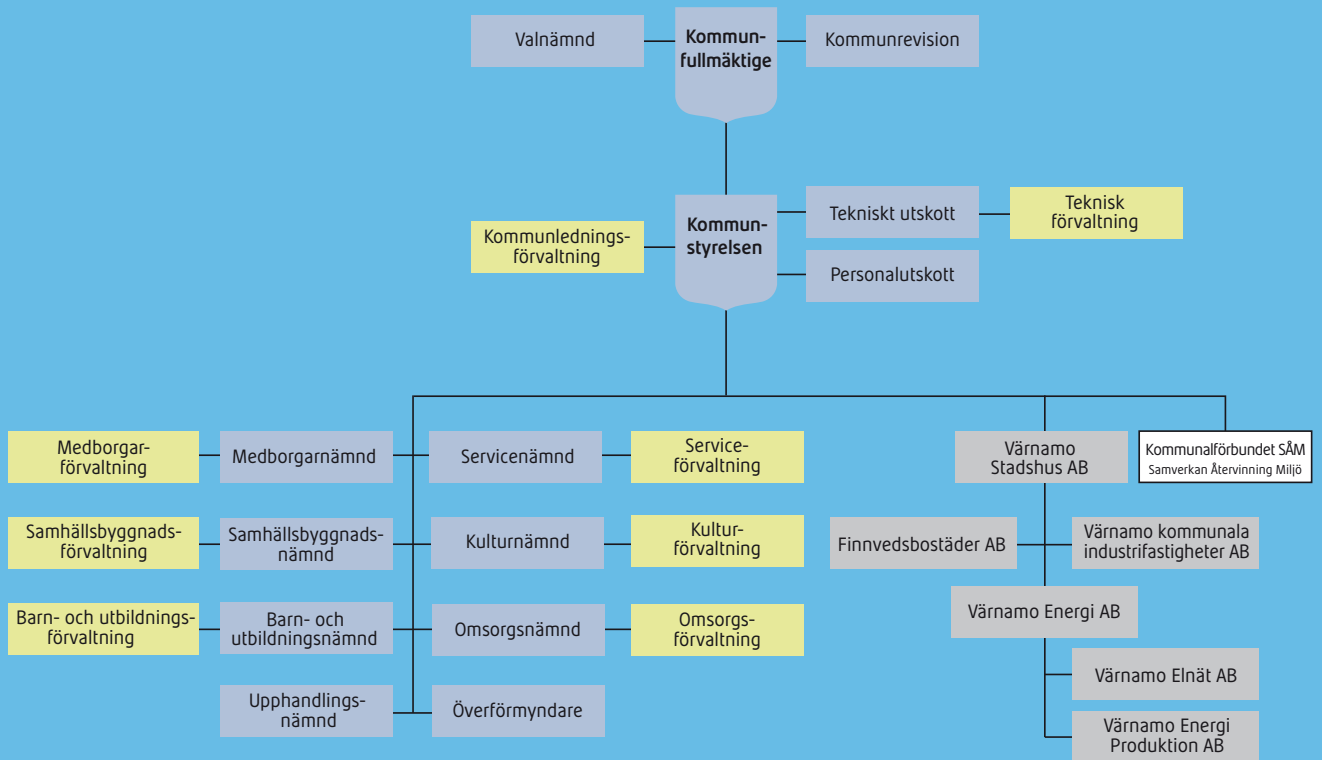 Valnämnd
Kommun-
fullmäktige
Kommunrevision
Kommunlednings-
förvaltning
Kommun-
styrelsen
Tekniskt utskott
Teknisk
förvaltning
Personalutskott
Medborgar-
förvaltning
Medborgarnämnd
Servicenämnd
Service-
förvaltning
Värnamo
Stadshus AB
Kommunalförbundet SÅM
Samverkan Återvinning Miljö
Samhällsbyggnads-
förvaltning
Samhällsbyggnads-
nämnd
Kulturnämnd
Kultur-
förvaltning
Finnvedsbostäder AB
Värnamo kommunala
industrifastigheter AB
Barn- och utbildnings-
förvaltning
Barn- och
utbildningsnämnd
Omsorgsnämnd
Omsorgs-
förvaltning
Värnamo Energi AB
Upphandlings-
nämnd
Överförmyndare
Värnamo Elnät AB
Värnamo Energi
Produktion AB